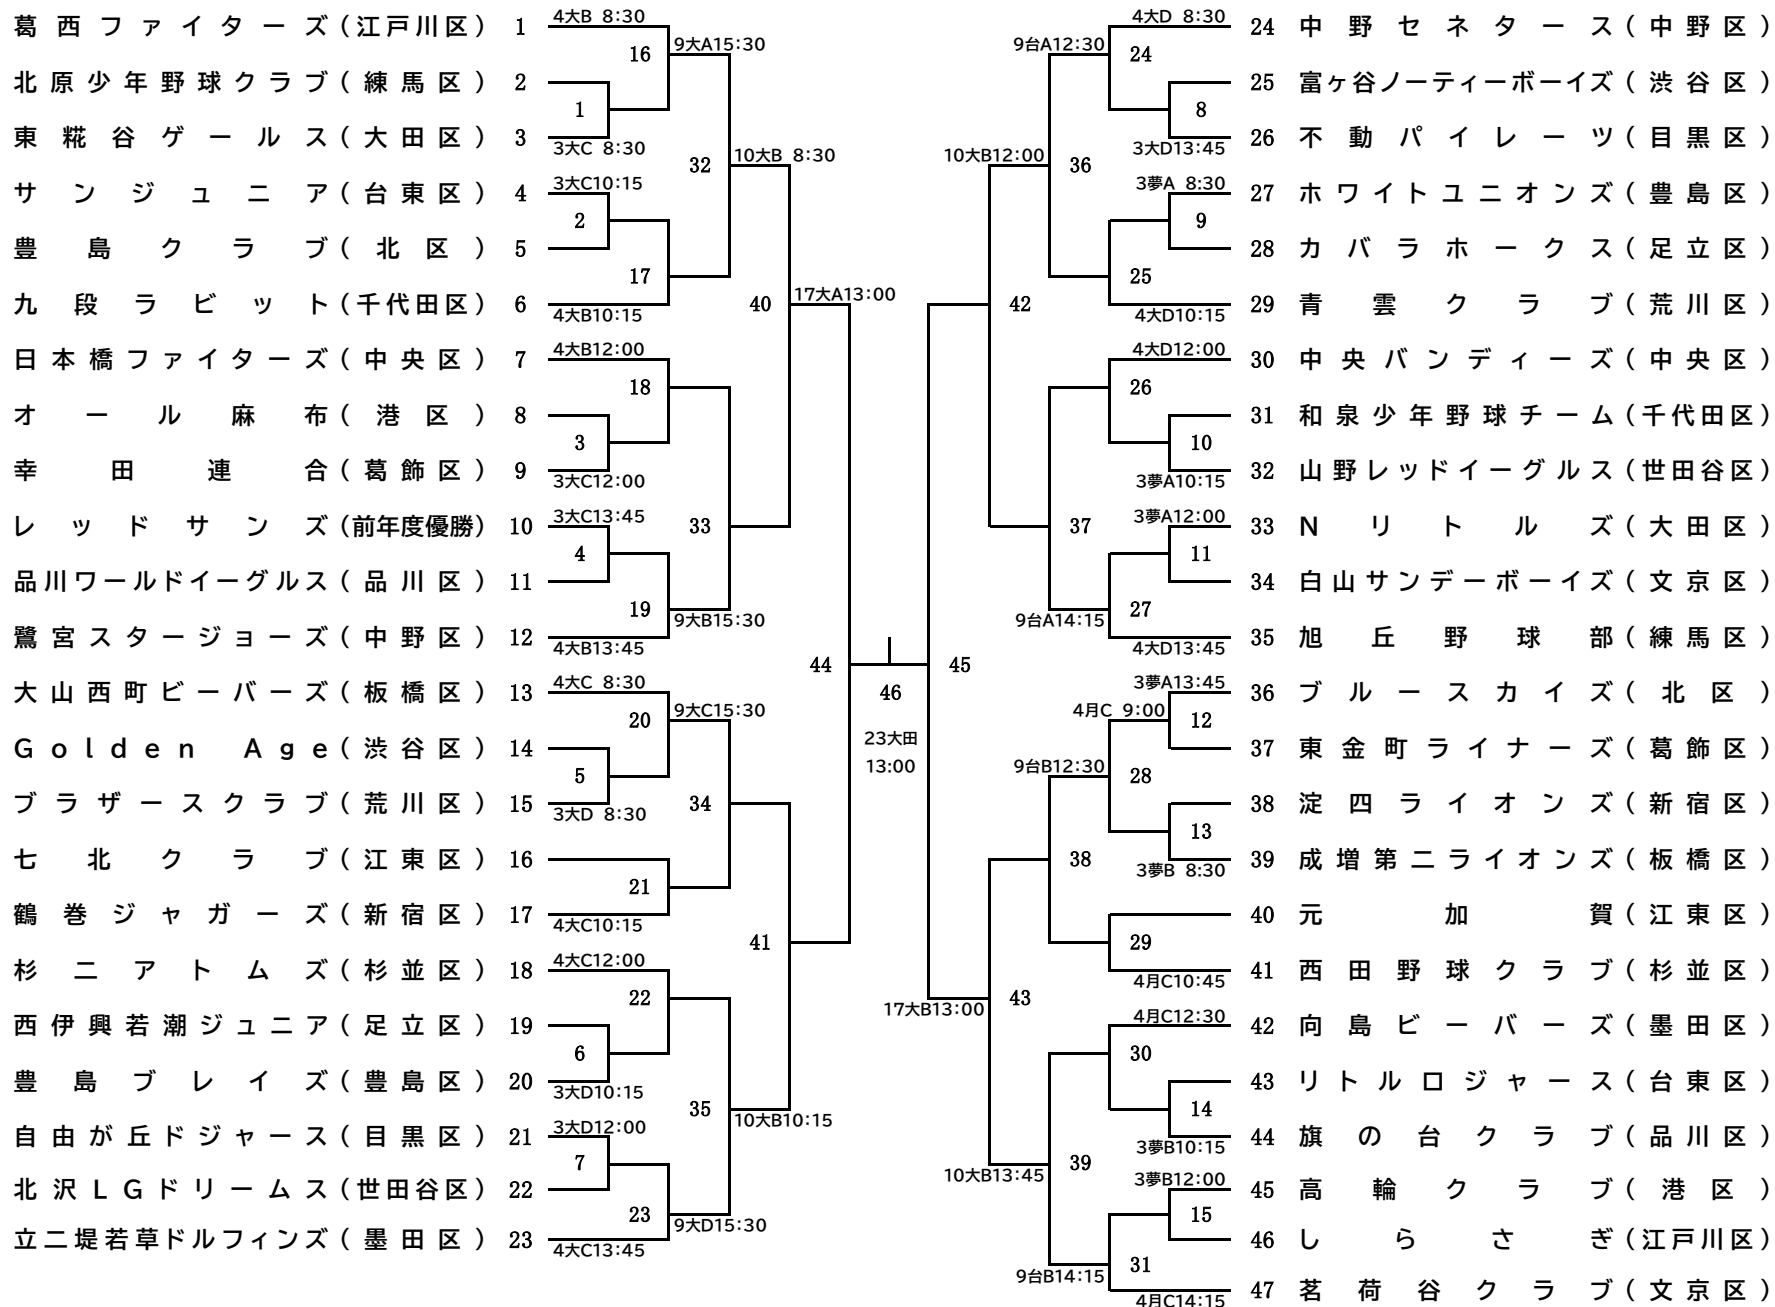 葛西ファイターズ(江戸川区) 1
4大B 8:30
16
9大A15:30
北原少年野球クラブ(練馬区) 2
1
東糀谷ゲールス(大田区) 3
3大C 8:30
32
10大B 8:30
サンジュニア(台東区) 4
3大C10:15
2
豊島クラブ(北区) 5
17
九段ラビット(千代田区) 6
4大B10:15
40
17大A13:00
日本橋ファイターズ(中央区) 7
4大B12:00
18
オール麻布(港区) 8
3
幸田連合(葛飾区) 9
3大C12:00
レッドサンズ(前年度優勝) 10
3大C13:45
33
4
品川ワールドイーグルス(品川区) 11
19
9大B15:30
鷺宮スタージョーズ(中野区) 12
4大B13:45
44
大山西町ビーバーズ(板橋区) 13
4大C 8:30
20
9大C15:30
Golden Age(渋谷区) 14
5
ブラザースクラブ(荒川区) 15
3大D 8:30
34
七北クラブ(江東区) 16
21
鶴巻ジャガーズ(新宿区) 17
4大C10:15
41
杉二アトムズ(杉並区) 18
4大C12:00
22
西伊興若潮ジュニア(足立区) 19
6
豊島ブレイズ(豊島区) 20
3大D10:15
35
10大B10:15
自由が丘ドジャース(目黒区) 21
3大D12:00
7
北沢LGドリームス(世田谷区) 22
23
9大D15:30
立二堤若草ドルフィンズ(墨田区) 23
4大C13:45
46
23大田
13:00
4大D 8:30
24 中野セネタース(中野区)
9台A12:30
24
25 富ヶ谷ノーティーボーイズ(渋谷区)
8
26 不動パイレーツ(目黒区)
3大D13:45
10大B12:00
36
3夢A 8:30
27 ホワイトユニオンズ(豊島区)
9
28 カバラホークス(足立区)
25
29 青雲クラブ(荒川区)
4大D10:15
42
4大D12:00
30 中央バンディーズ(中央区)
26
31 和泉少年野球チーム(千代田区)
10
32 山野レッドイーグルス(世田谷区)
3夢A10:15
3夢A12:00
33 Nリトルズ(大田区)
37
11
34 白山サンデーボーイズ(文京区)
27
9台A14:15
35 旭丘野球部(練馬区)
4大D13:45
45
3夢A13:45
36 ブルースカイズ(北区)
4月C 9:00
12
37 東金町ライナーズ(葛飾区)
9台B12:30
28
38 淀四ライオンズ(新宿区)
13
39 成増第二ライオンズ(板橋区)
3夢B 8:30
38
40 元加賀(江東区)
29
41 西田野球クラブ(杉並区)
4月C10:45
17大B13:00
43
4月C12:30
42 向島ビーバーズ(墨田区)
30
43 リトルロジャース(台東区)
14
44 旗の台クラブ(品川区)
3夢B10:15
39
10大B13:45
3夢B12:00
45 高輪クラブ(港区)
15
46 しらさぎ(江戸川区)
31
9台B14:15
47 茗荷谷クラブ(文京区)
4月C14:15